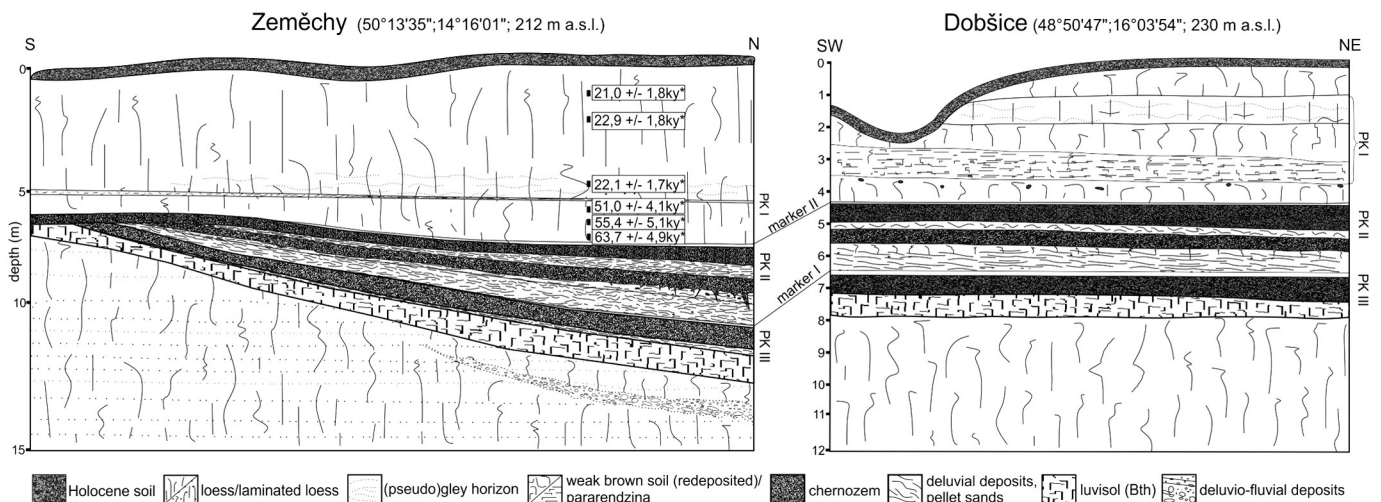 Zeměchy (50°13'35";14°16'01"; 212 m a.s.l.)
S
N
0
5
10
15
depth (m)
21,0 +/- 1,8ky*
22,9 +/- 1,8ky*
22,1 +/- 1,7ky*
51,0 +/- 4,1ky*
55,4 +/- 5,1ky*
63,7 +/- 4,9ky*
PK I
PK II
PK III
marker II
marker I
Dobšice (48°50'47";16°03'54"; 230 m a.s.l.)
SW
NE
0
1
2
3
4
5
6
7
8
9
10
11
12
PK I
PK II
PK III
Holocene soil
loess/laminated loess
(pseudo)gley horizon
weak brown soil (redeposited)/
pararendzina
chernozem
deluvial deposits,
pellet sands
luvisol (Bth)
deluvio-fluvial deposits